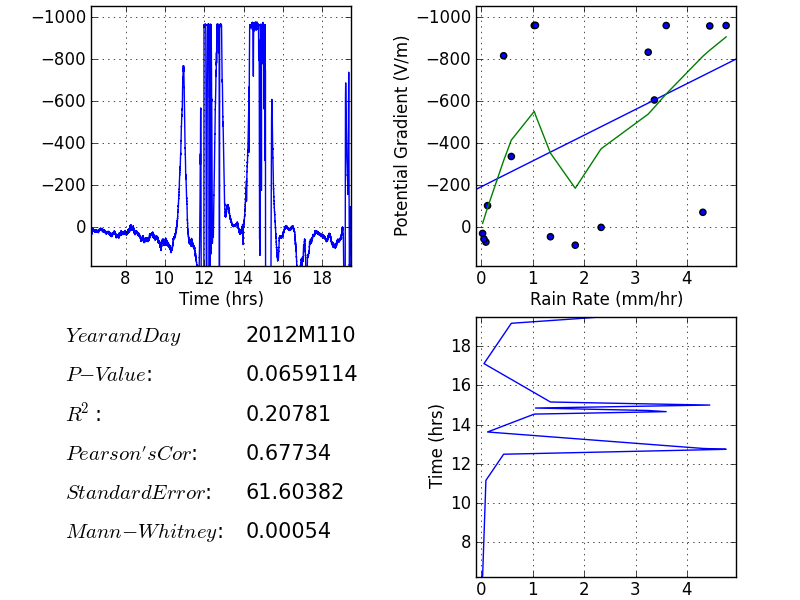 −1000
−800
−600
−400
−200
0
8 10 12 14 16 18
Time (hrs)
Potential Gradient (V/m)
−1000
−800
−600
−400
−200
0
0 1 2 3 4
Rain Rate (mm/hr)
YearandDay 2012M110
P−Value: 0.0659114
R²: 0.20781
Pearson'sCor: 0.67734
StandardError: 61.60382
Mann−Whitney: 0.00054
Time (hrs)
18
16
14
12
10
8
0 1 2 3 4